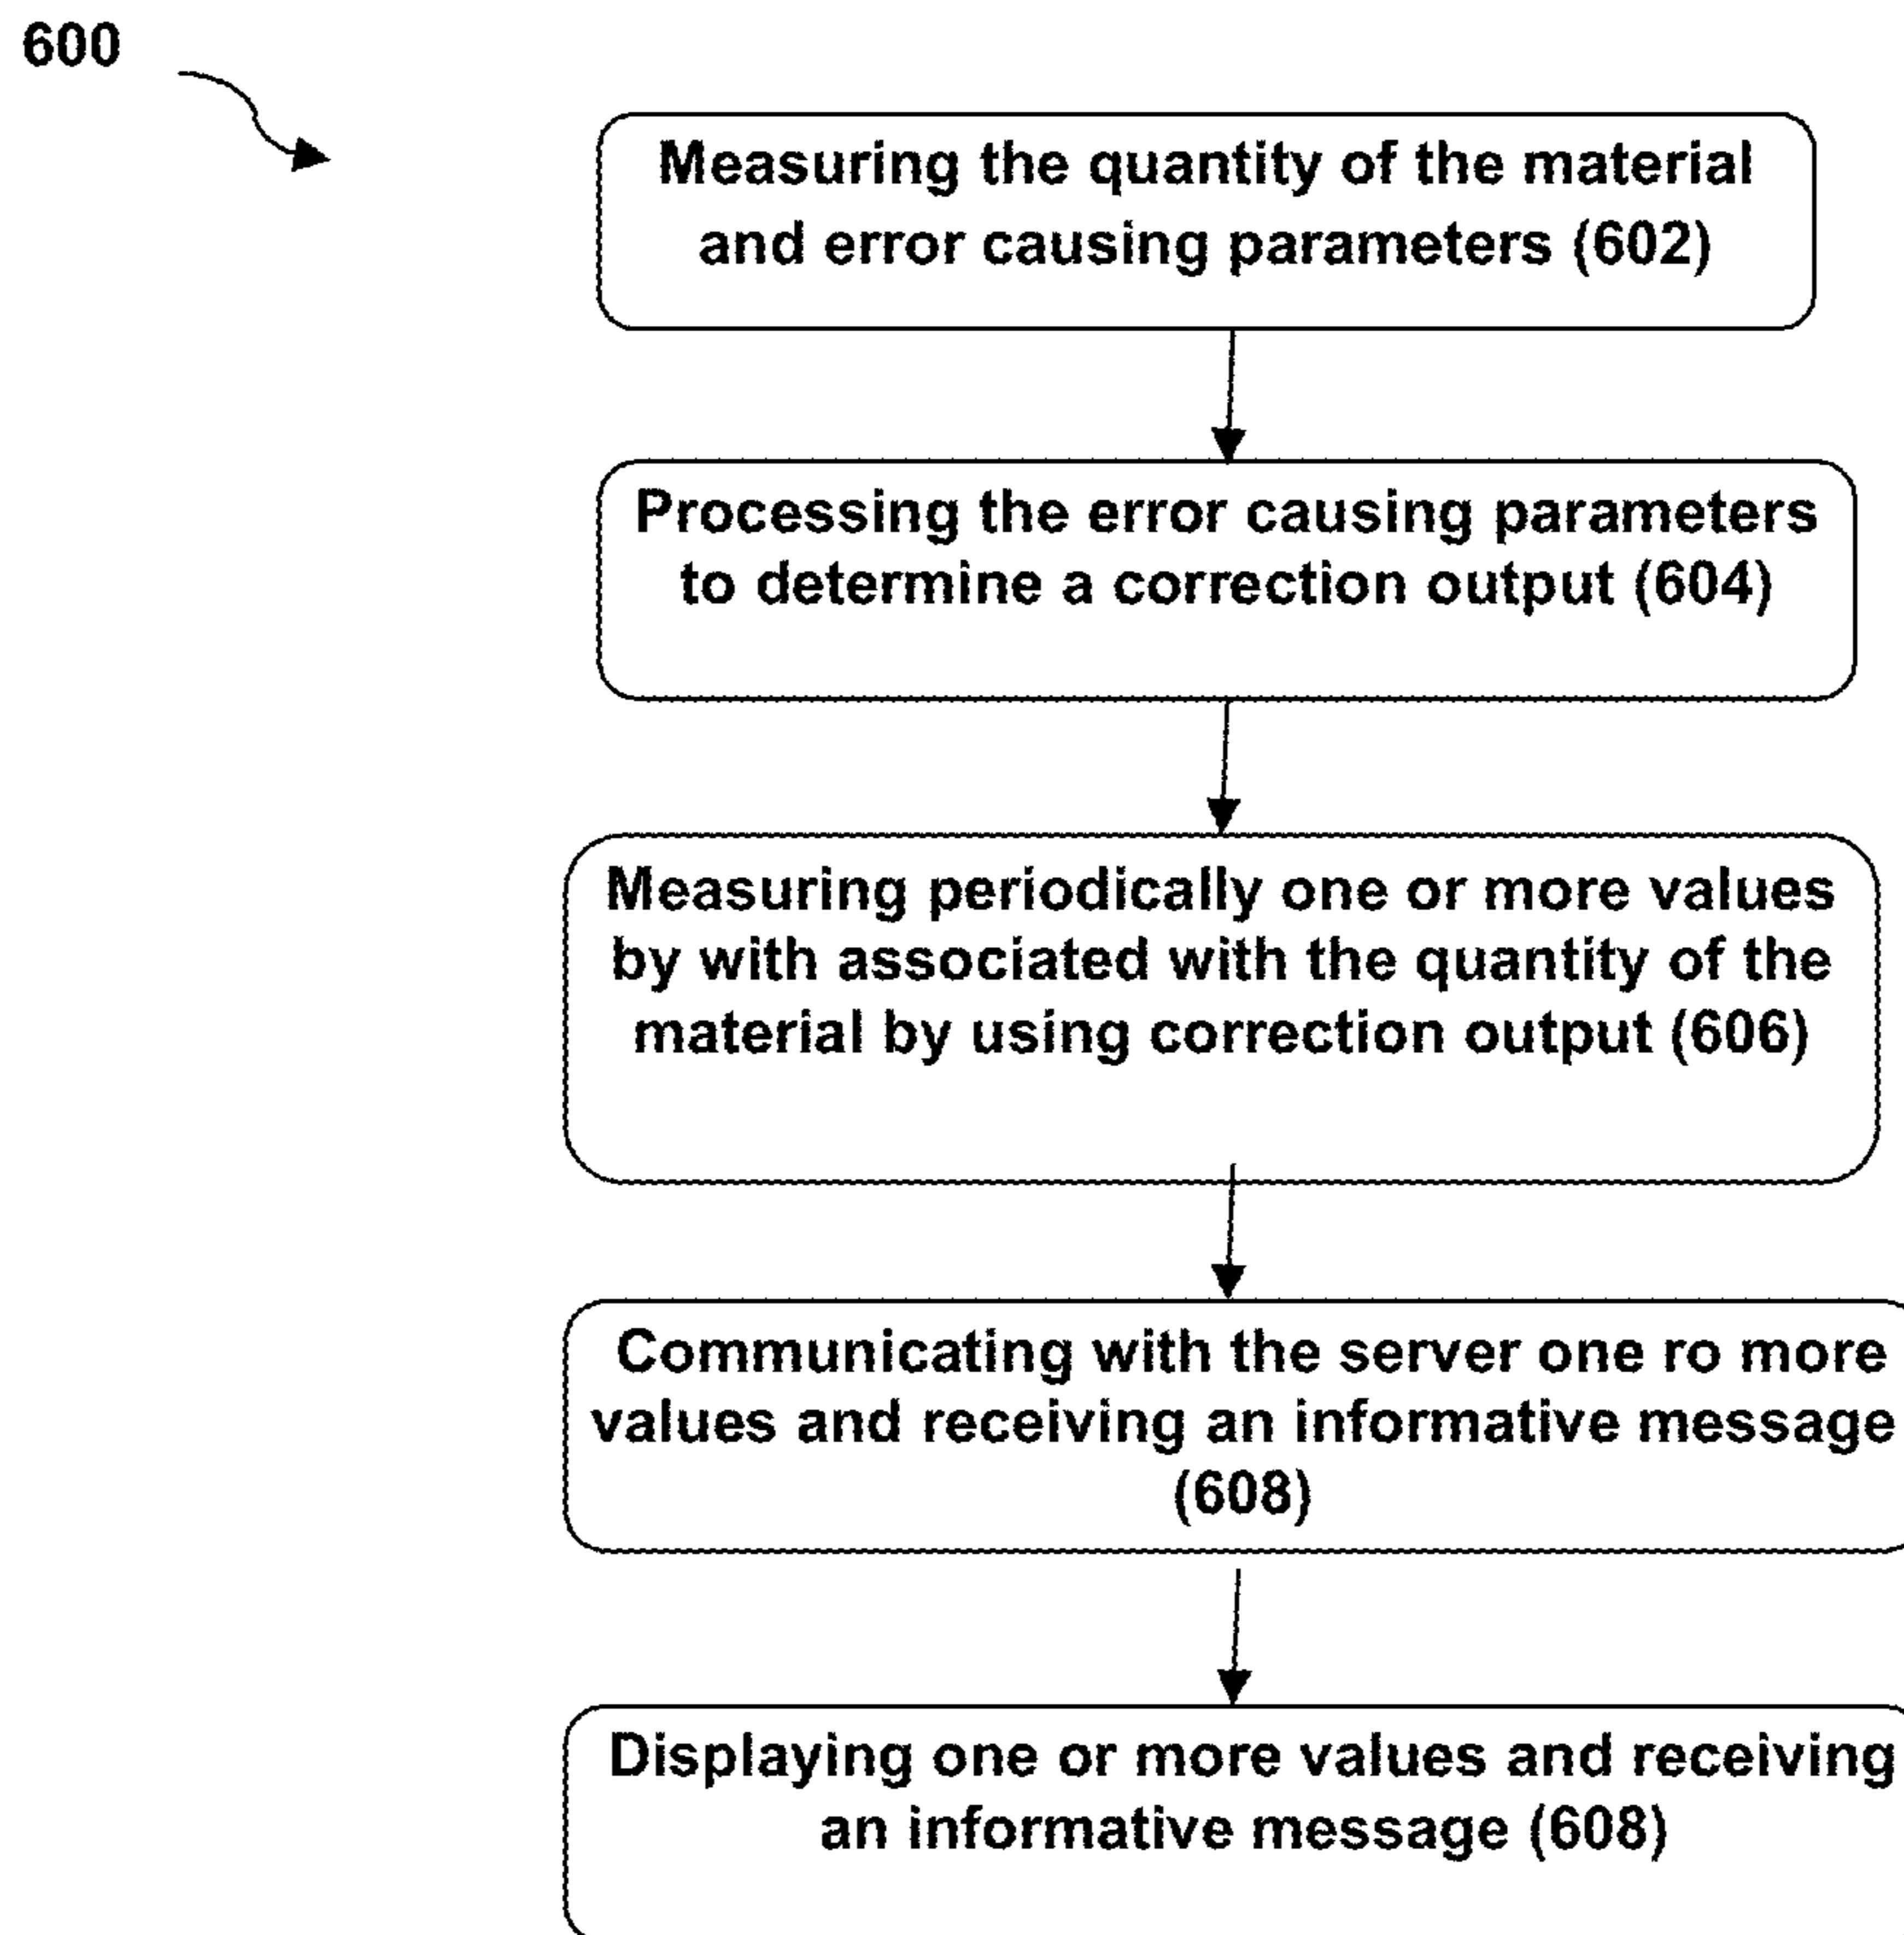 600
Measuring the quantity of the material
and error causing parameters (602)
Processing the error causing parameters
to determine a correction output (604)
Measuring periodically one or more values
by with associated with the quantity of the
material by using correction output (606)
Communicating with the server one ro more
values and receiving an informative message
(608)
Displaying one or more values and receiving
an informative message (608)